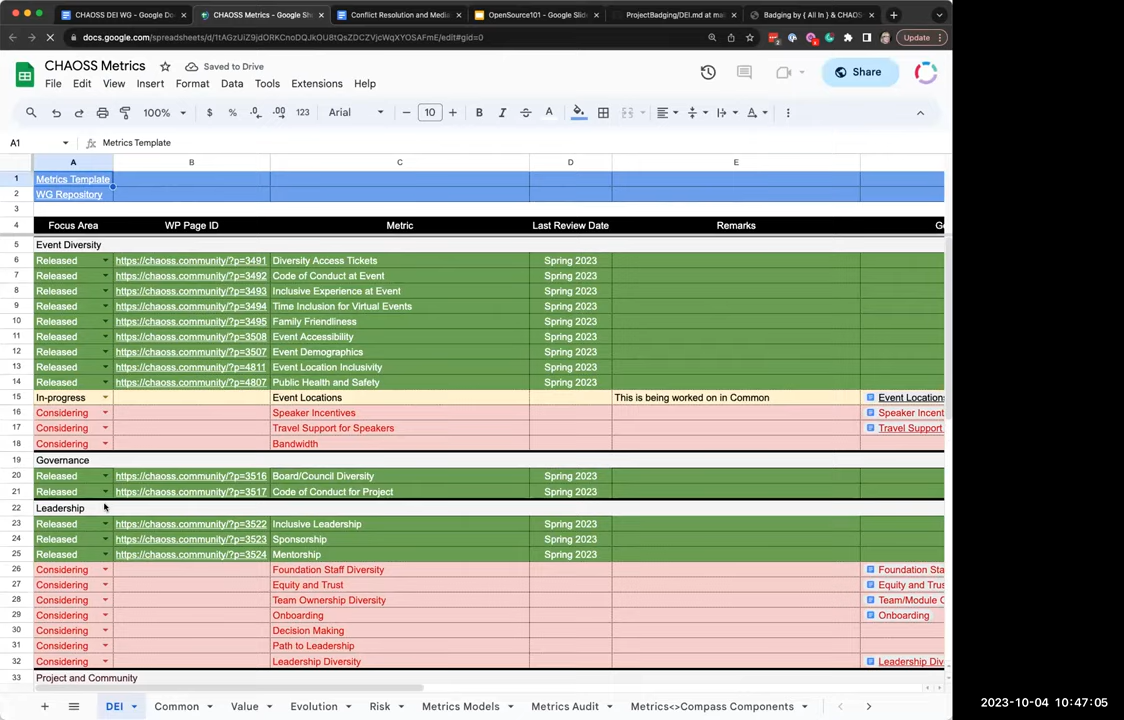 CHAOSS DEI WG - Google Do
CHAOSS Metrics - Google Sh
Conflict Resolution and Media
OpenSource101 - Google Slid
ProjectBadging/DEI.md at ma
Badging by { All In } & CHAOS
docs.google.com/spreadsheets/d/1tAGzUiZ9jdORKCnoDQJkOU8tQsZDCZVjcWqXYOSAFmE/edit#gid=0
Update
CHAOSS Metrics
Saved to Drive
File Edit View Insert Format Data Tools Extensions Help
Share
100% $ % .0 .00 123 Arial 10 B I A
A1 fx Metrics Template
A B C D E
1 Metrics Template
2 WG Repository
3
4 Focus Area WP Page ID Metric Last Review Date Remarks
5 Event Diversity
6 Released https://chaoss.community/?p=3491 Diversity Access Tickets Spring 2023
7 Released https://chaoss.community/?p=3492 Code of Conduct at Event Spring 2023
8 Released https://chaoss.community/?p=3493 Inclusive Experience at Event Spring 2023
9 Released https://chaoss.community/?p=3494 Time Inclusion for Virtual Events Spring 2023
10 Released https://chaoss.community/?p=3495 Family Friendliness Spring 2023
11 Released https://chaoss.community/?p=3508 Event Accessibility Spring 2023
12 Released https://chaoss.community/?p=3507 Event Demographics Spring 2023
13 Released https://chaoss.community/?p=4811 Event Location Inclusivity Spring 2023
14 Released https://chaoss.community/?p=4807 Public Health and Safety Spring 2023
15 In-progress Event Locations This is being worked on in Common Event Locations
16 Considering Speaker Incentives Speaker Incent
17 Considering Travel Support for Speakers Travel Support
18 Considering Bandwidth
19 Governance
20 Released https://chaoss.community/?p=3516 Board/Council Diversity Spring 2023
21 Released https://chaoss.community/?p=3517 Code of Conduct for Project Spring 2023
22 Leadership
23 Released https://chaoss.community/?p=3522 Inclusive Leadership Spring 2023
24 Released https://chaoss.community/?p=3523 Sponsorship Spring 2023
25 Released https://chaoss.community/?p=3524 Mentorship Spring 2023
26 Considering Foundation Staff Diversity Foundation Sta
27 Considering Equity and Trust Equity and Trus
28 Considering Team Ownership Diversity Team/Module O
29 Considering Onboarding Onboarding
30 Considering Decision Making
31 Considering Path to Leadership
32 Considering Leadership Diversity Leadership Div
33 Project and Community
DEI Common Value Evolution Risk Metrics Models Metrics Audit Metrics<>Compass Components
2023-10-04 10:47:05